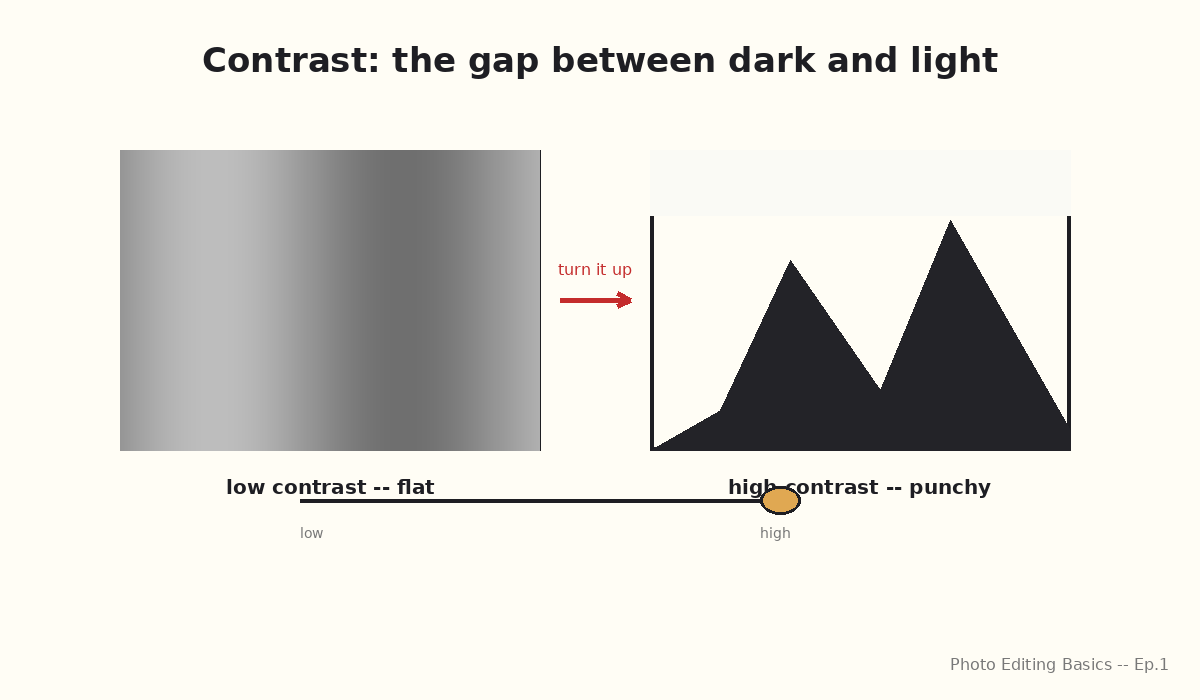 Contrast: the gap between dark and light
turn it up
low contrast -- flat
high contrast -- punchy
low
high
Photo Editing Basics -- Ep.1